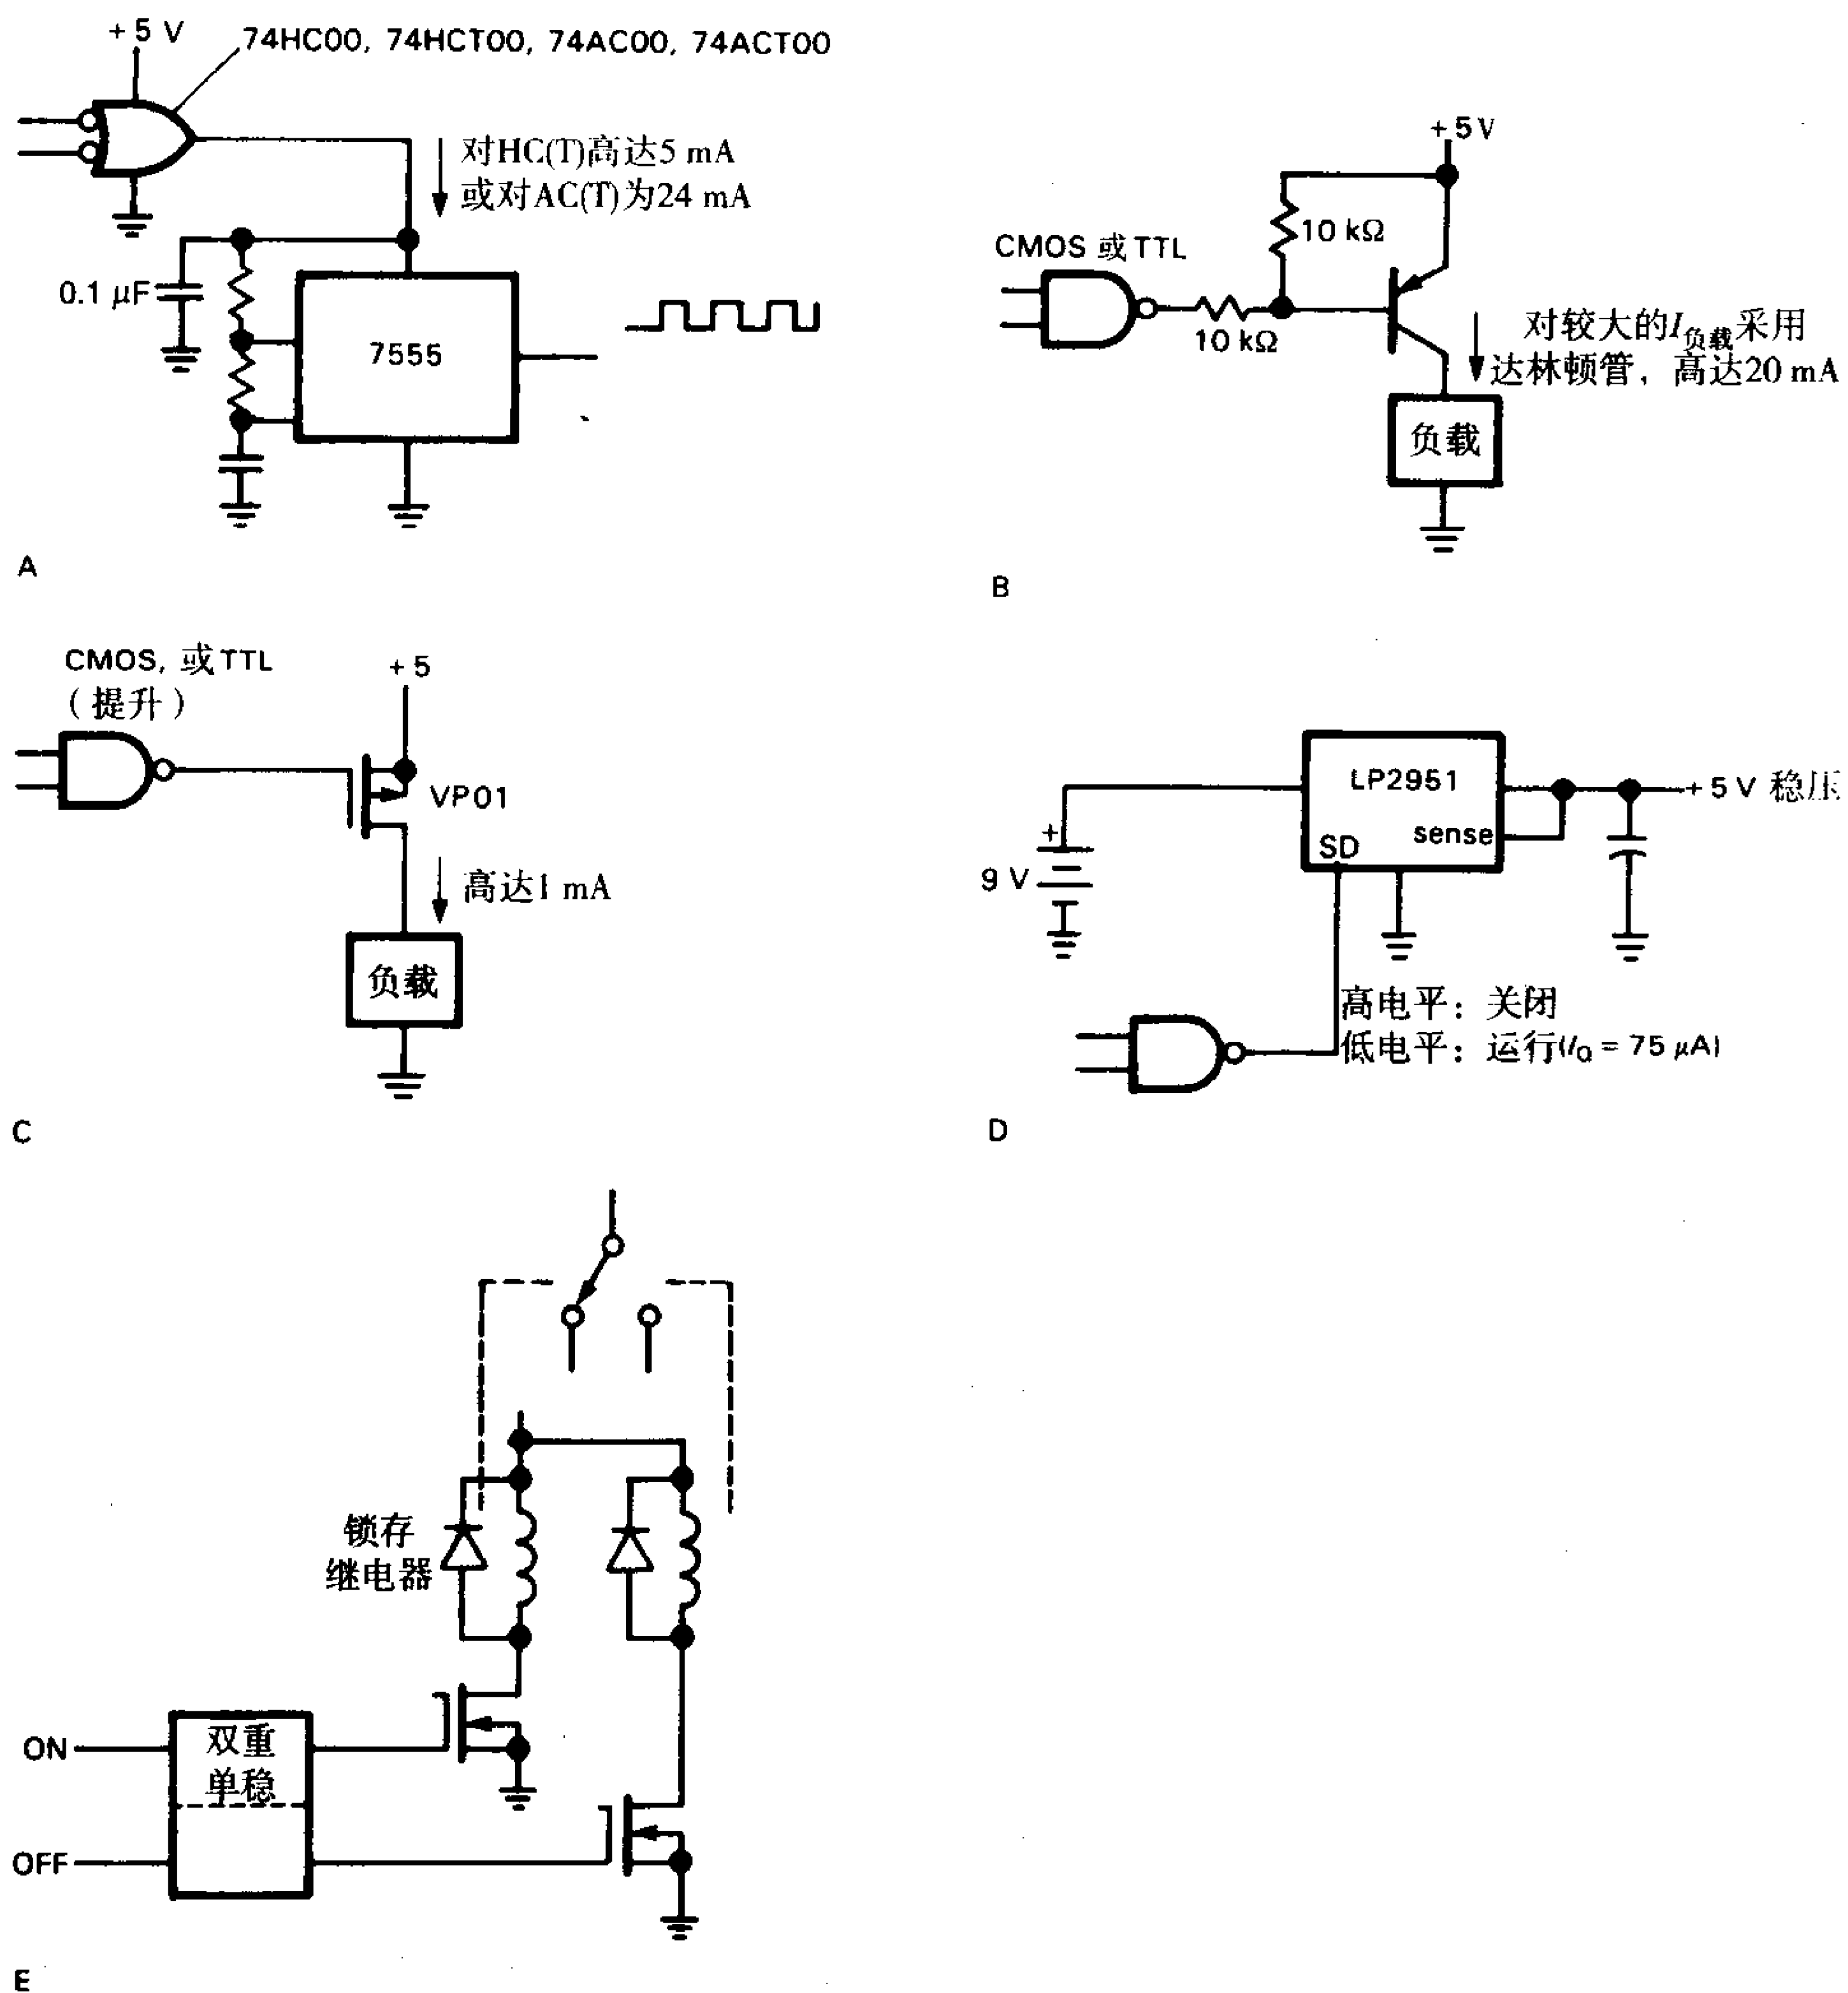 +5 V
74HC00, 74HCT00, 74AC00, 74ACT00
对HC(T)高达5 mA
或对AC(T)为24 mA
0.1 μF
7555
A
+5 V
10 kΩ
CMOS 或 TTL
10 kΩ
对较大的I负载采用
达林顿管，高达20 mA
负载
B
CMOS, 或 TTL
（提升）
+5
VP01
高达1 mA
负载
C
LP2951
+5 V 稳压
sense
SD
+
9 V
高电平：关闭
低电平：运行(IQ = 75 μA)
D
锁存
继电器
ON
双重
单稳
OFF
E